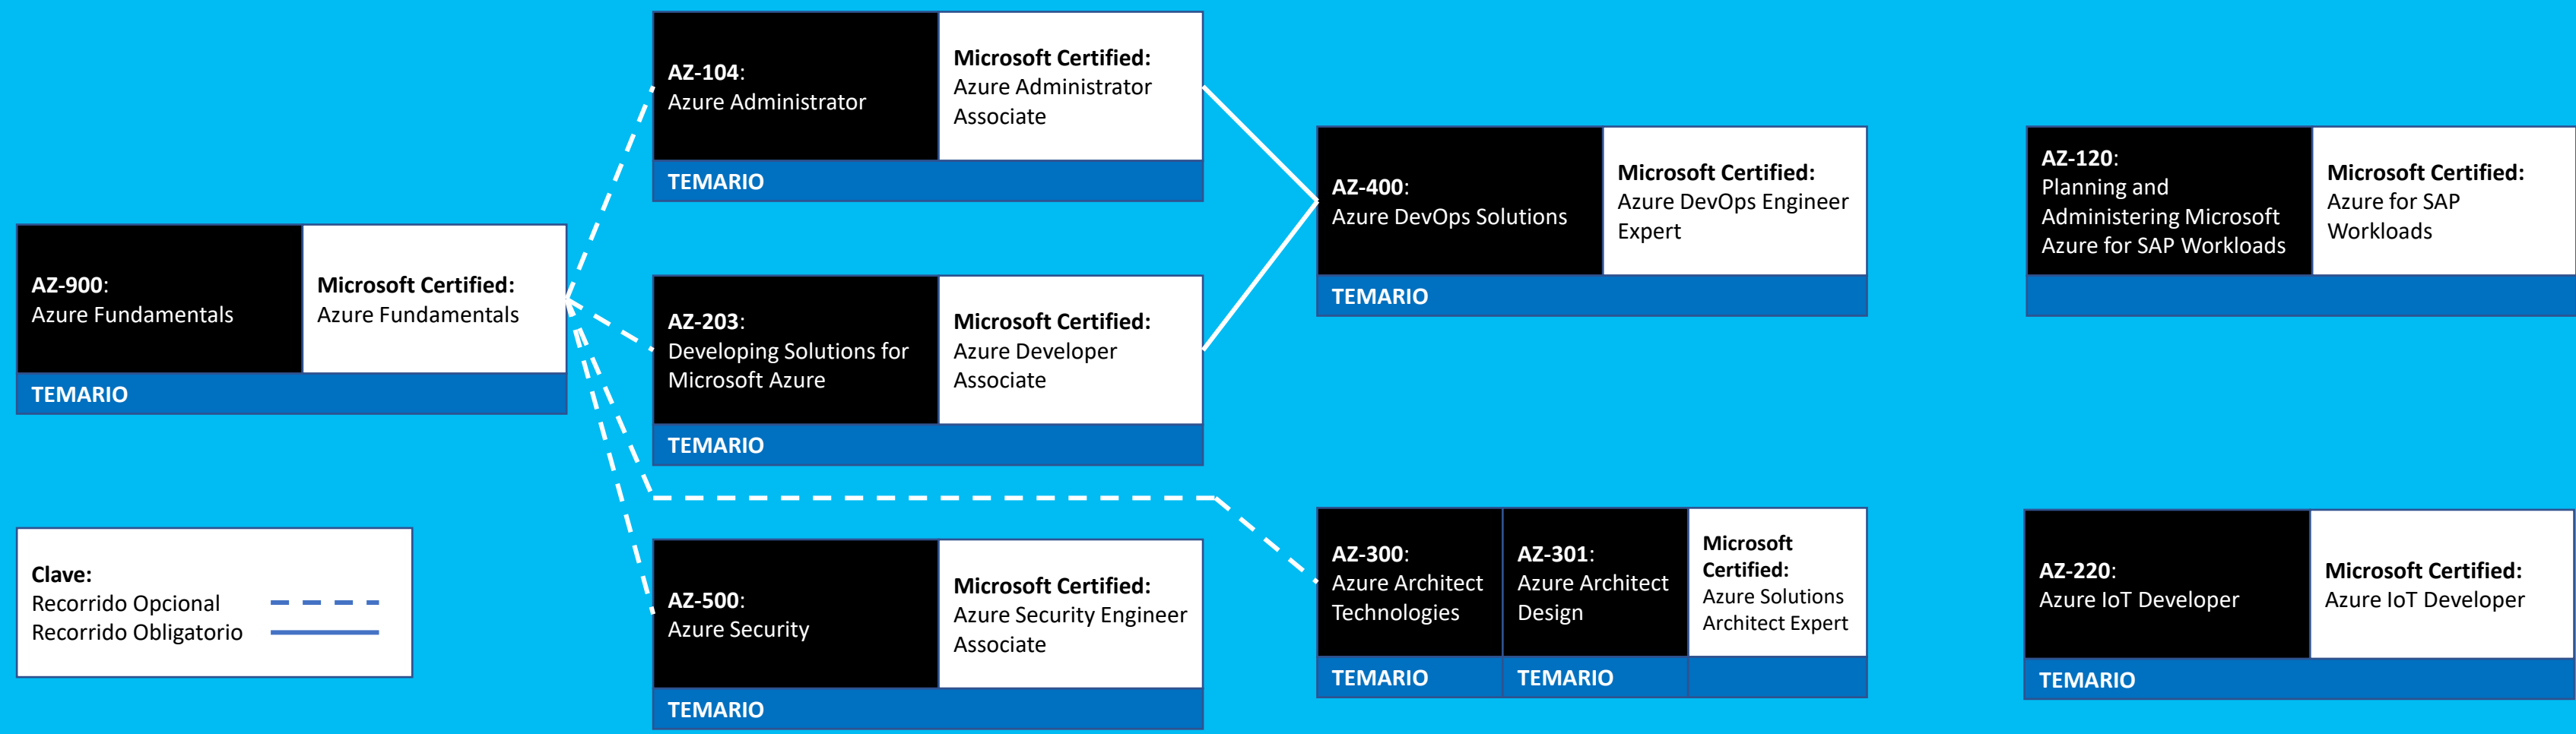 AZ-900:
Azure Fundamentals
Microsoft Certified:
Azure Fundamentals
TEMARIO
Clave:
Recorrido Opcional
Recorrido Obligatorio
AZ-104:
Azure Administrator
Microsoft Certified:
Azure Administrator
Associate
TEMARIO
AZ-203:
Developing Solutions for
Microsoft Azure
Microsoft Certified:
Azure Developer
Associate
TEMARIO
AZ-500:
Azure Security
Microsoft Certified:
Azure Security Engineer
Associate
TEMARIO
AZ-400:
Azure DevOps Solutions
Microsoft Certified:
Azure DevOps Engineer
Expert
TEMARIO
AZ-300:
Azure Architect
Technologies
TEMARIO
AZ-301:
Azure Architect
Design
TEMARIO
Microsoft
Certified:
Azure Solutions
Architect Expert
AZ-120:
Planning and
Administering Microsoft
Azure for SAP Workloads
Microsoft Certified:
Azure for SAP
Workloads
AZ-220:
Azure IoT Developer
Microsoft Certified:
Azure IoT Developer
TEMARIO